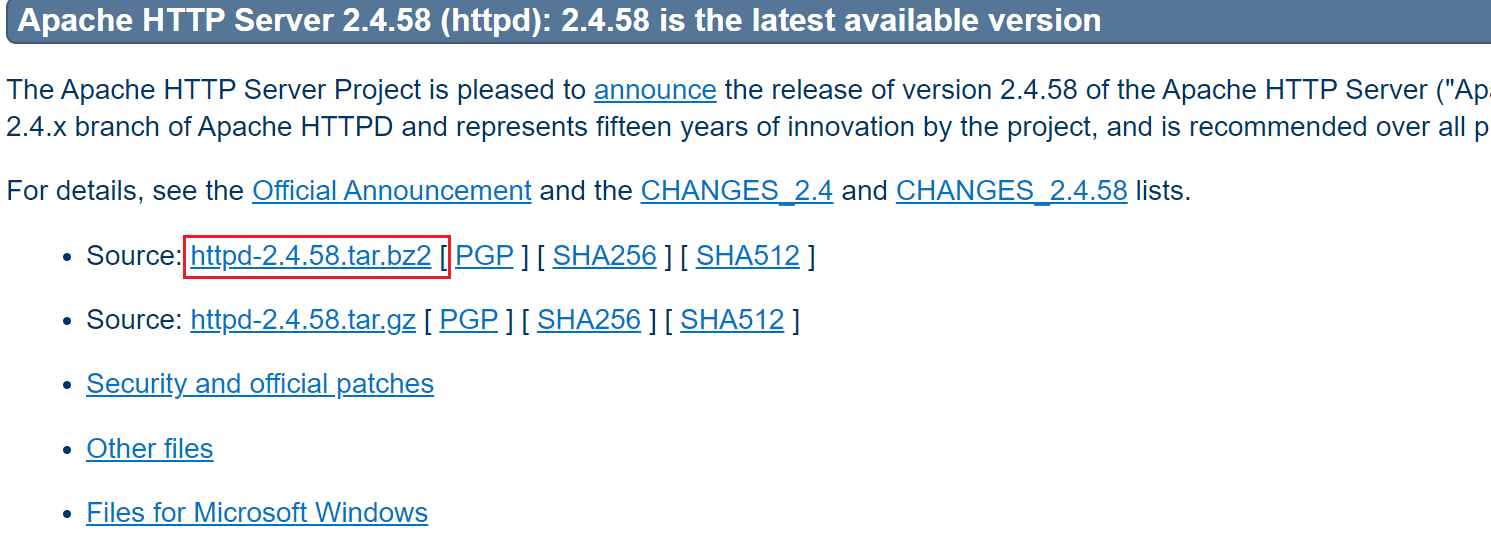 Apache HTTP Server 2.4.58 (httpd): 2.4.58 is the latest available version
The Apache HTTP Server Project is pleased to announce the release of version 2.4.58 of the Apache HTTP Server ("Ap
2.4.x branch of Apache HTTPD and represents fifteen years of innovation by the project, and is recommended over all p
For details, see the Official Announcement and the CHANGES_2.4 and CHANGES_2.4.58 lists.
• Source: httpd-2.4.58.tar.bz2 [ PGP ] [ SHA256 ] [ SHA512 ]
• Source: httpd-2.4.58.tar.gz [ PGP ] [ SHA256 ] [ SHA512 ]
• Security and official patches
• Other files
• Files for Microsoft Windows